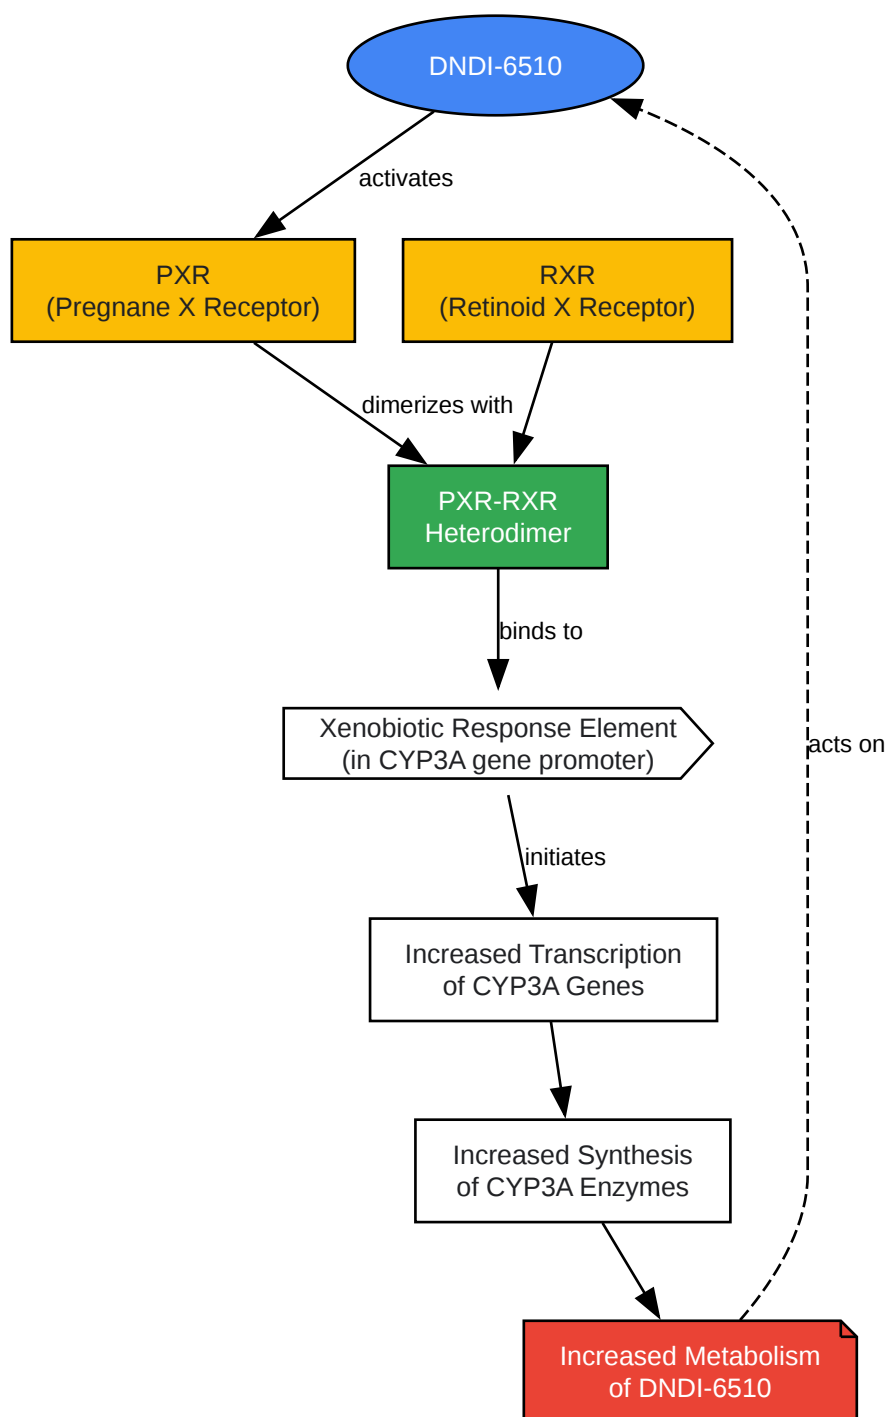 DNDI-6510
activates
PXR
(Pregnane X Receptor)
RXR
(Retinoid X Receptor)
dimerizes with
PXR-RXR
Heterodimer
binds to
Xenobiotic Response Element
(in CYP3A gene promoter)
acts on
initiates
Increased Transcription
of CYP3A Genes
Increased Synthesis
of CYP3A Enzymes
Increased Metabolism
of DNDI-6510